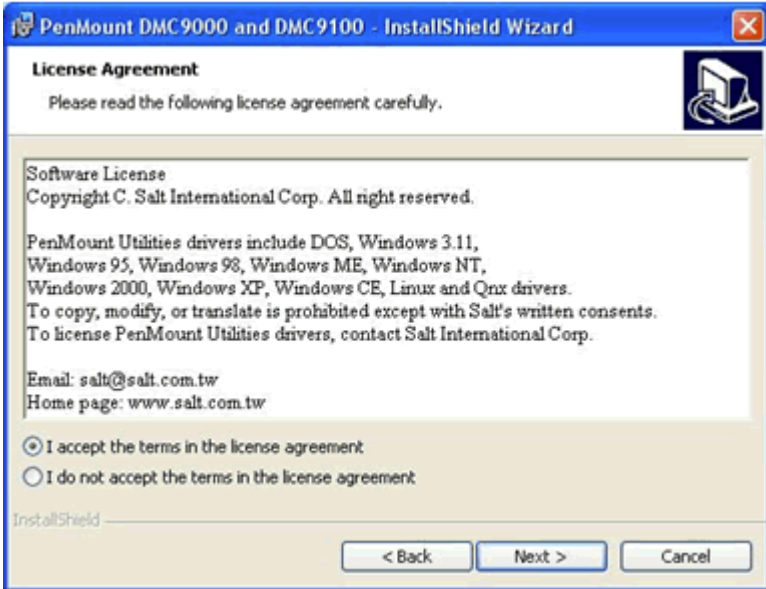 PenMount DMC9000 and DMC9100 - InstallShield Wizard
License Agreement
Please read the following license agreement carefully.
Software License
Copyright C. Salt International Corp. All right reserved.
PenMount Utilities drivers include DOS, Windows 3.11,
Windows 95, Windows 98, Windows ME, Windows NT,
Windows 2000, Windows XP, Windows CE, Linux and Qnx drivers.
To copy, modify, or translate is prohibited except with Salt's written consents.
To license PenMount Utilities drivers, contact Salt International Corp.
Email: salt@salt.com.tw
Home page: www.salt.com.tw
I accept the terms in the license agreement
I do not accept the terms in the license agreement
InstallShield
< Back Next > Cancel